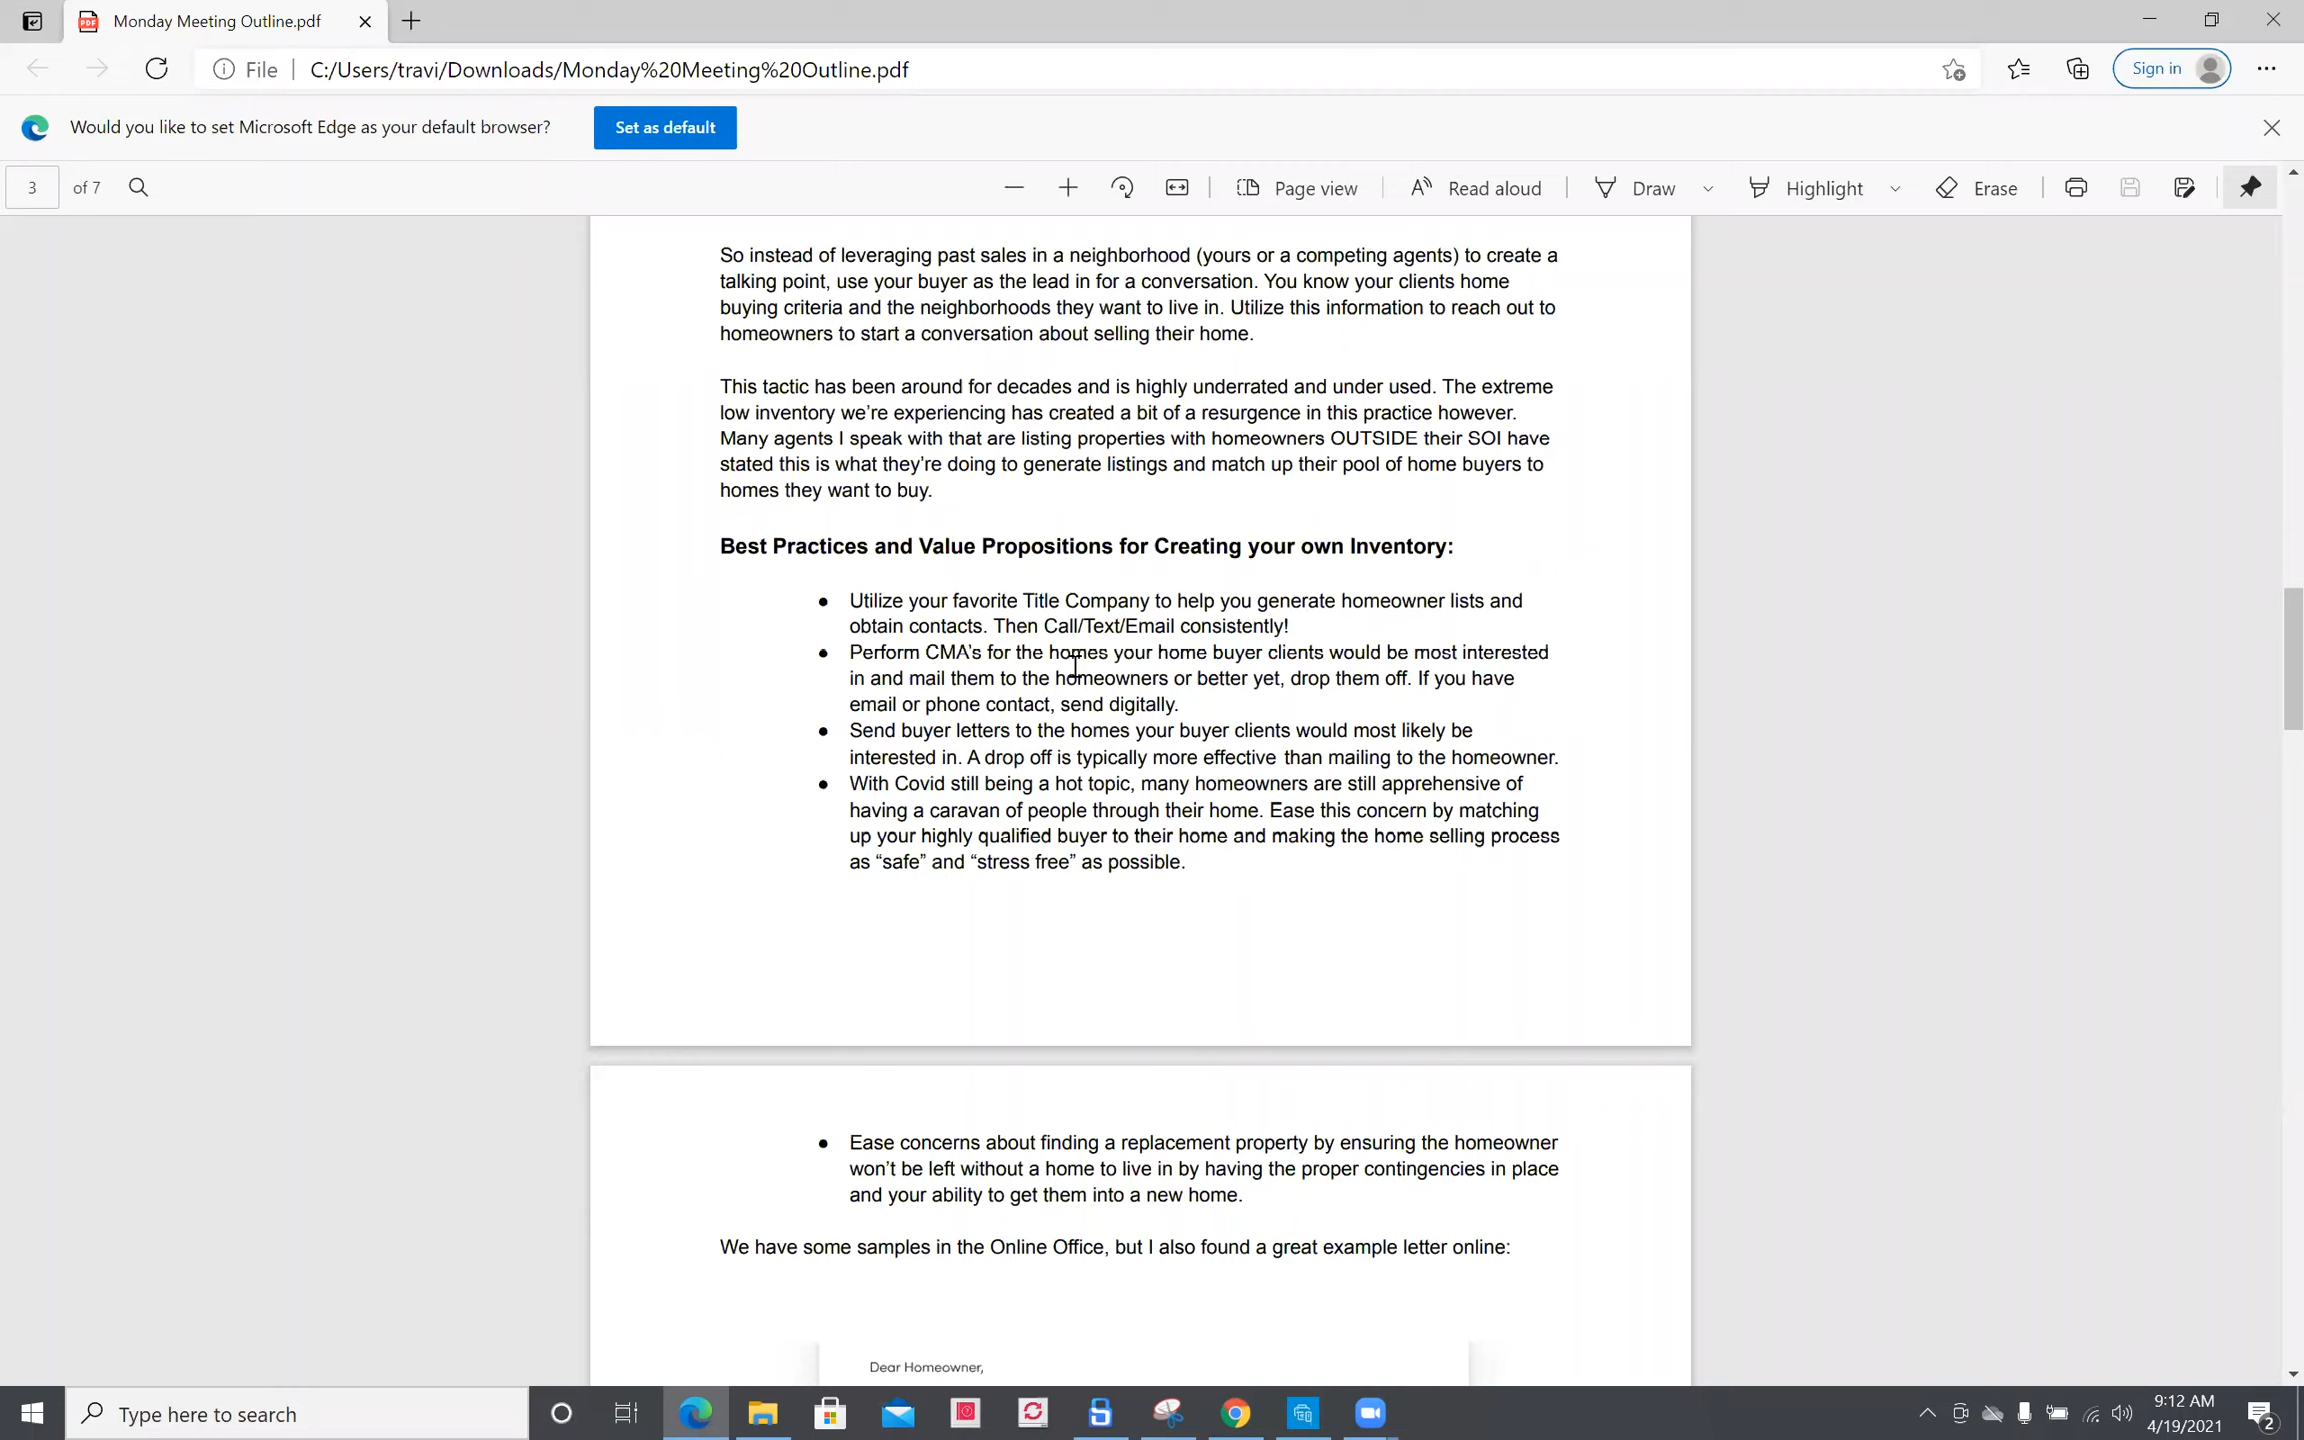 Monday Meeting Outline.pdf
File
C:/Users/travi/Downloads/Monday%20Meeting%20Outline.pdf
Sign in
Would you like to set Microsoft Edge as your default browser?
Set as default
3 of 7
Page view
Read aloud
Draw
Highlight
Erase
So instead of leveraging past sales in a neighborhood (yours or a competing agents) to create a
talking point, use your buyer as the lead in for a conversation. You know your clients home
buying criteria and the neighborhoods they want to live in. Utilize this information to reach out to
homeowners to start a conversation about selling their home.
This tactic has been around for decades and is highly underrated and under used. The extreme
low inventory we’re experiencing has created a bit of a resurgence in this practice however.
Many agents I speak with that are listing properties with homeowners OUTSIDE their SOI have
stated this is what they’re doing to generate listings and match up their pool of home buyers to
homes they want to buy.
Best Practices and Value Propositions for Creating your own Inventory:
● Utilize your favorite Title Company to help you generate homeowner lists and
obtain contacts. Then Call/Text/Email consistently!
● Perform CMA’s for the homes your home buyer clients would be most interested
in and mail them to the homeowners or better yet, drop them off. If you have
email or phone contact, send digitally.
● Send buyer letters to the homes your buyer clients would most likely be
interested in. A drop off is typically more effective than mailing to the homeowner.
● With Covid still being a hot topic, many homeowners are still apprehensive of
having a caravan of people through their home. Ease this concern by matching
up your highly qualified buyer to their home and making the home selling process
as “safe” and “stress free” as possible.
● Ease concerns about finding a replacement property by ensuring the homeowner
won’t be left without a home to live in by having the proper contingencies in place
and your ability to get them into a new home.
We have some samples in the Online Office, but I also found a great example letter online:
Dear Homeowner,
Type here to search
9:12 AM
4/19/2021
2